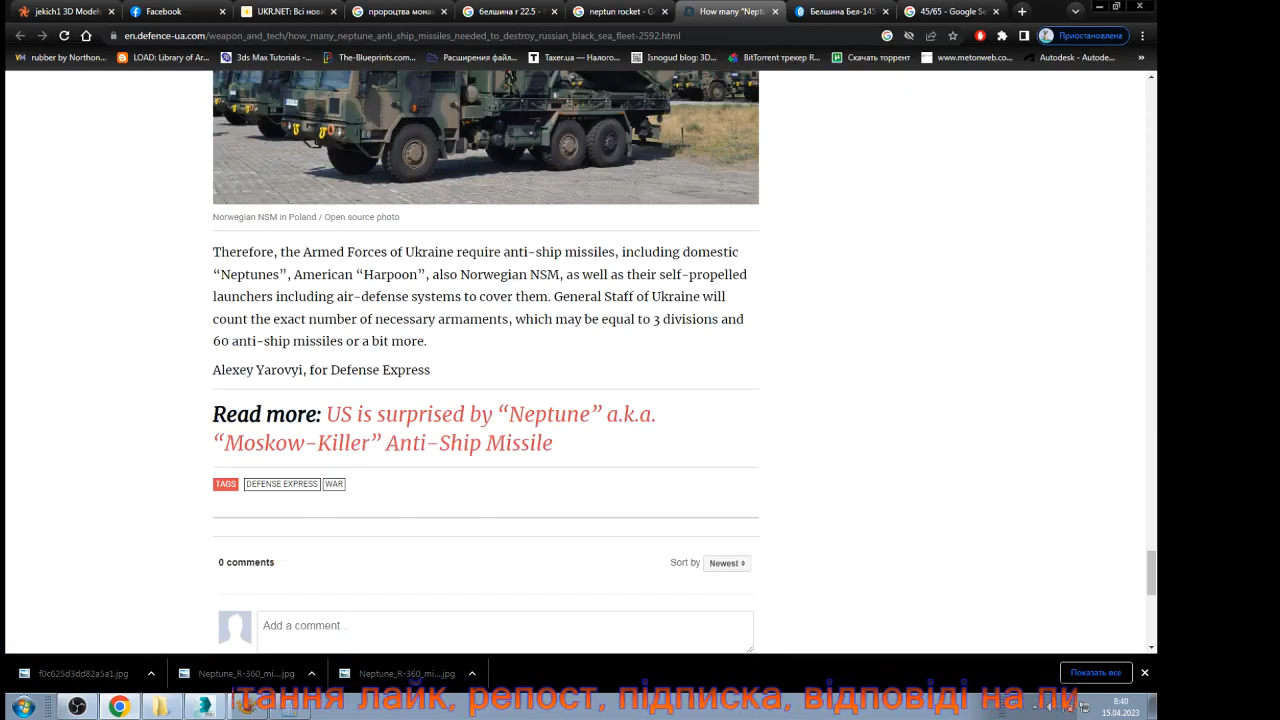 jekich1 3D Models
Facebook
UKR.NET: Всі нов
пророцтва мона
белшина r 22.5 -
neptun rocket - G
How many "Nept
Белшина Бел-145
45/65 - Google Se
en.defence-ua.com/weapon_and_tech/how_many_neptune_anti_ship_missiles_needed_to_destroy_russian_black_sea_fleet-2592.html
Приостановлена
rubber by Northon...
LOAD: Library of Ar...
3ds Max Tutorials -...
The-Blueprints.com...
Расширения файл...
Taxer.ua — Налого...
Isnogud blog: 3D...
BitTorrent трекер R...
Скачать торрент
www.metonweb.co...
Autodesk - Autode...
»
Norwegian NSM in Poland / Open source photo
Therefore, the Armed Forces of Ukraine require anti-ship missiles, including domestic
“Neptunes”, American “Harpoon”, also Norwegian NSM, as well as their self-propelled
launchers including air-defense systems to cover them. General Staff of Ukraine will
count the exact number of necessary armaments, which may be equal to 3 divisions and
60 anti-ship missiles or a bit more.
Alexey Yarovyi, for Defense Express
Read more: US is surprised by “Neptune” a.k.a.
“Moskow-Killer” Anti-Ship Missile
TAGS DEFENSE EXPRESS WAR
0 comments
Sort by Newest
Add a comment...
f0c625d3dd82a5a1.jpg
Neptune_R-360_mi....jpg
Neptune_R-360_mi....jpg
Показать все
тання лайк, репост, підписка, відповіді на пи
8:40
15.04.2023